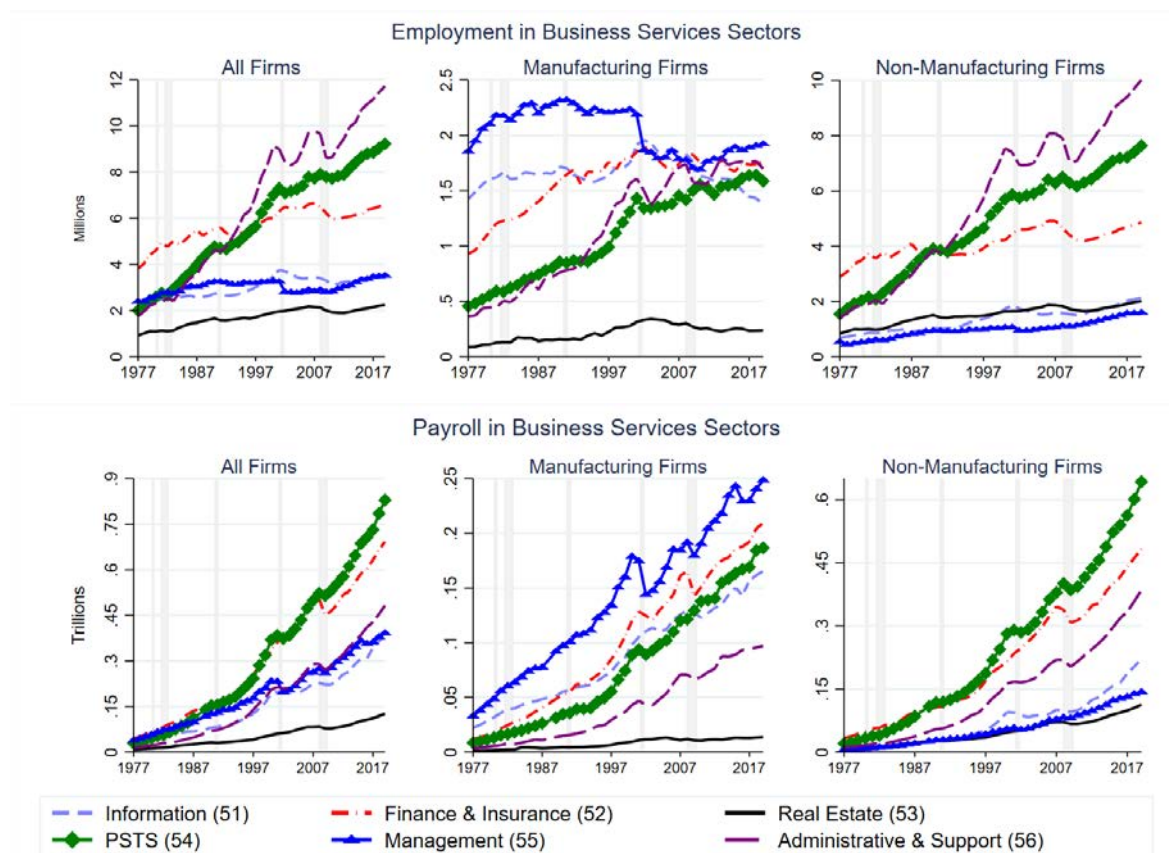 Employment in Business Services Sectors
All Firms
Manufacturing Firms
Non-Manufacturing Firms
Millions
0 2 4 6 8 10 12
0 .5 1 1.5 2 2.5
0 2 4 6 8 10
1977 1987 1997 2007 2017
1977 1987 1997 2007 2017
1977 1987 1997 2007 2017
Payroll in Business Services Sectors
All Firms
Manufacturing Firms
Non-Manufacturing Firms
Trillions
0 .15 .3 .45 .6 .75 .9
0 .05 .1 .15 .2 .25
0 .15 .3 .45 .6
1977 1987 1997 2007 2017
1977 1987 1997 2007 2017
1977 1987 1997 2007 2017
Information (51)
Finance & Insurance (52)
Real Estate (53)
PSTS (54)
Management (55)
Administrative & Support (56)